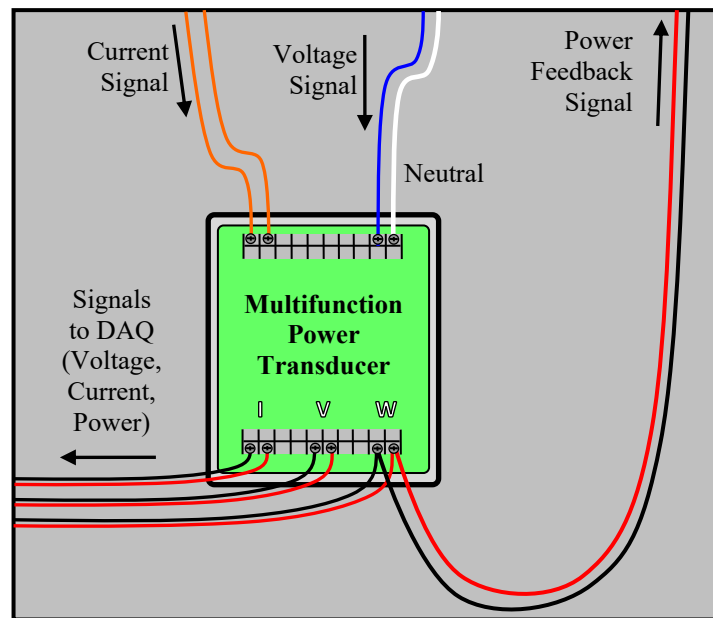 Current
Signal
Voltage
Signal
Power
Feedback
Signal
Neutral
Multifunction
Power
Transducer
Signals
to DAQ
(Voltage,
Current,
Power)
I V W